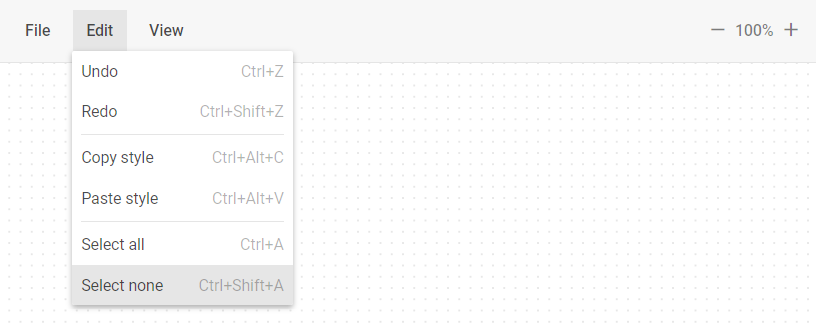 File Edit View − 100% +
Undo Ctrl+Z
Redo Ctrl+Shift+Z
Copy style Ctrl+Alt+C
Paste style Ctrl+Alt+V
Select all Ctrl+A
Select none Ctrl+Shift+A